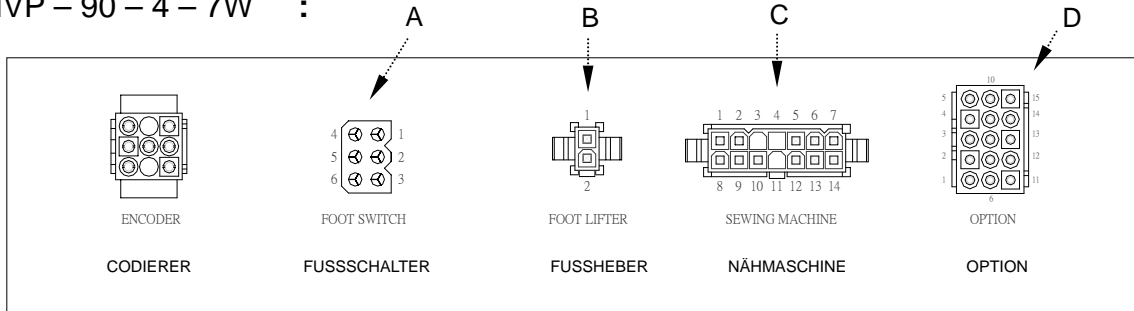 VP – 90 – 4 – 7W :
A B C D
10
5 15
4 14
3 13
2 12
1 11
6
4 1
5 2
6 3
1
2
1 2 3 4 5 6 7
8 9 10 11 12 13 14
ENCODER FOOT SWITCH FOOT LIFTER SEWING MACHINE OPTION
CODIERER FUSSSCHALTER FUSSHEBER NÄHMASCHINE OPTION